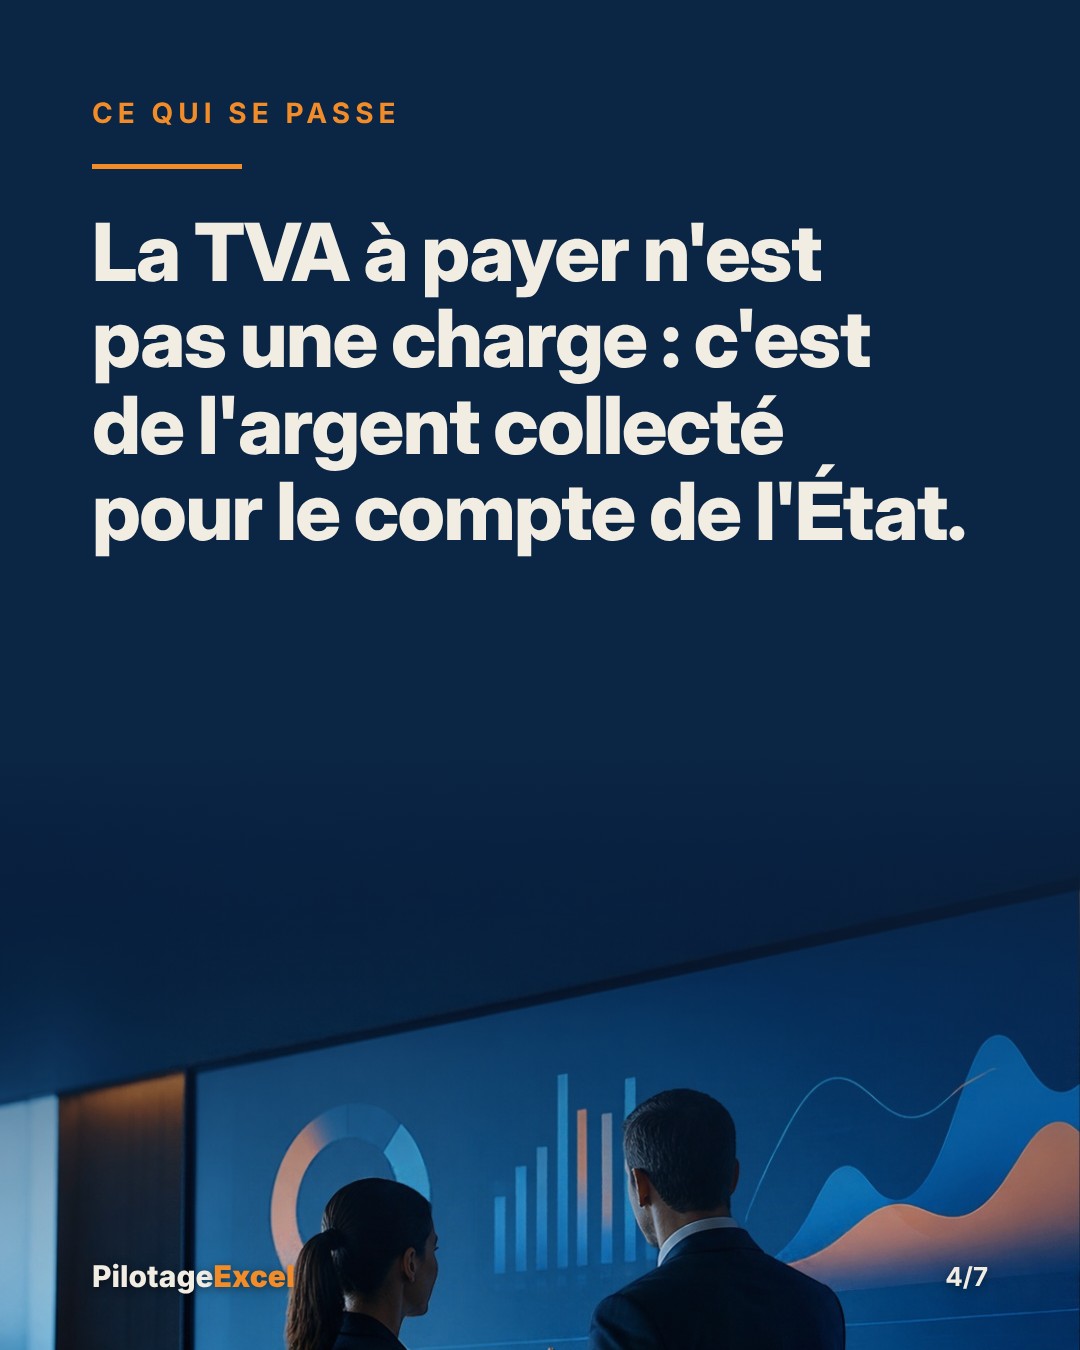 CE QUI SE PASSE
La TVA à payer n'est
pas une charge : c'est
de l'argent collecté
pour le compte de l'État.
PilotageExcel
4/7